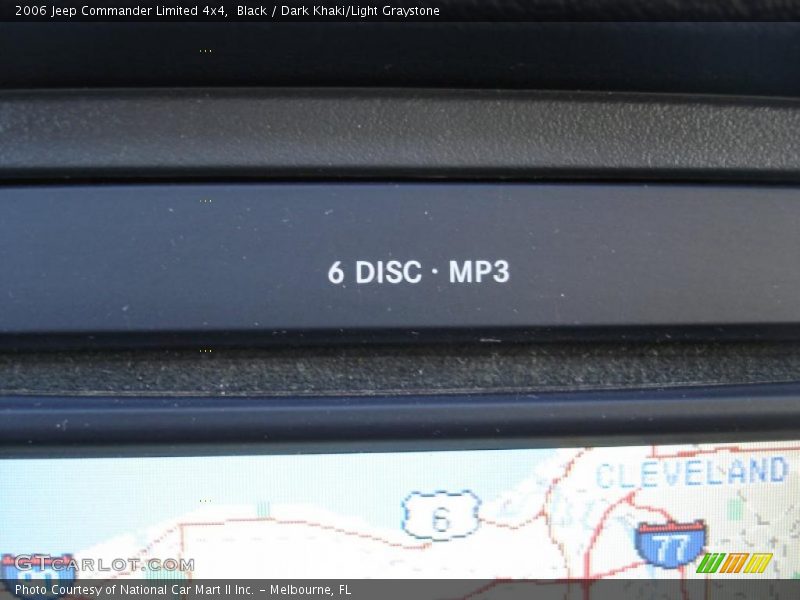 2006 Jeep Commander Limited 4x4,  Black / Dark Khaki/Light Graystone
6 DISC · MP3
CLEVELAND
6
77
GTCARLOT.COM
Photo Courtesy of National Car Mart II Inc. – Melbourne, FL